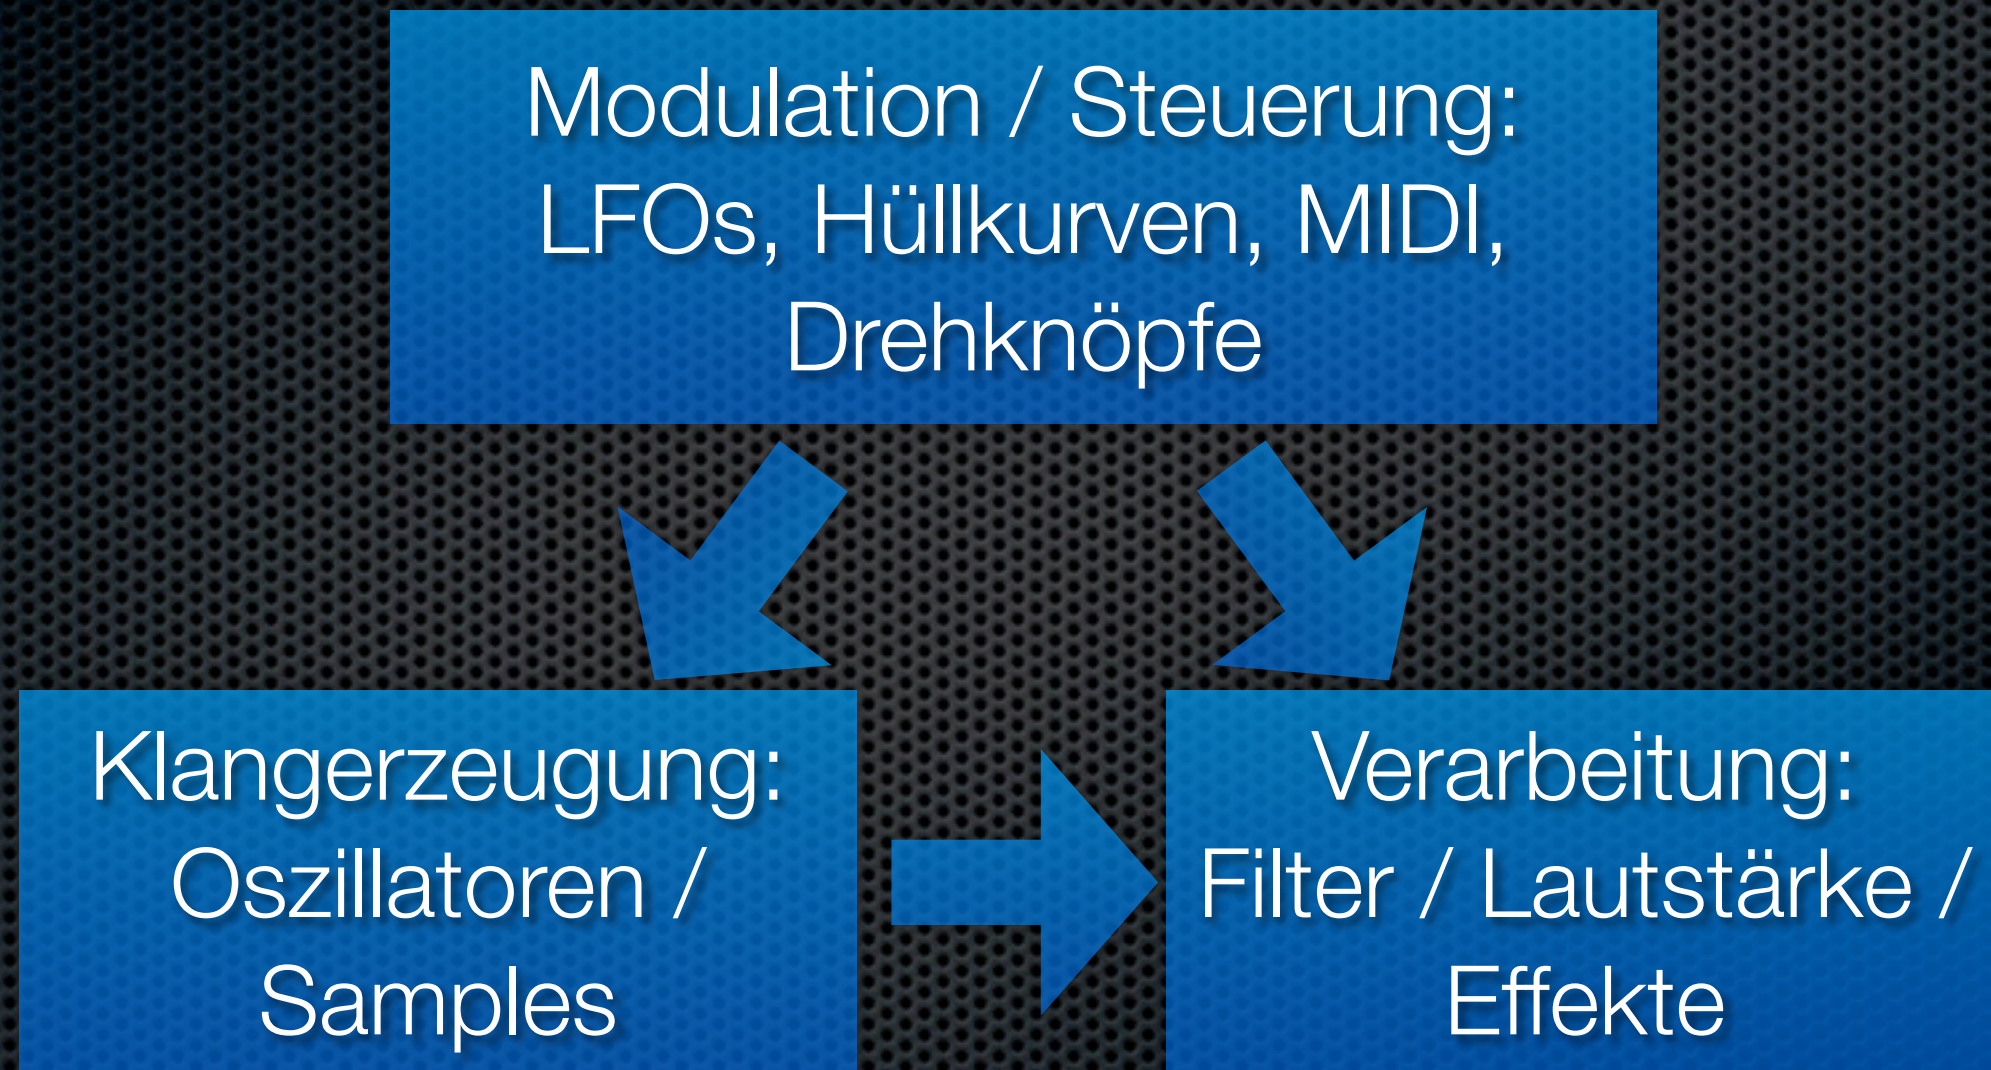 Modulation / Steuerung:
LFOs, Hüllkurven, MIDI,
Drehknöpfe
Klangerzeugung:
Oszillatoren /
Samples
Verarbeitung:
Filter / Lautstärke /
Effekte